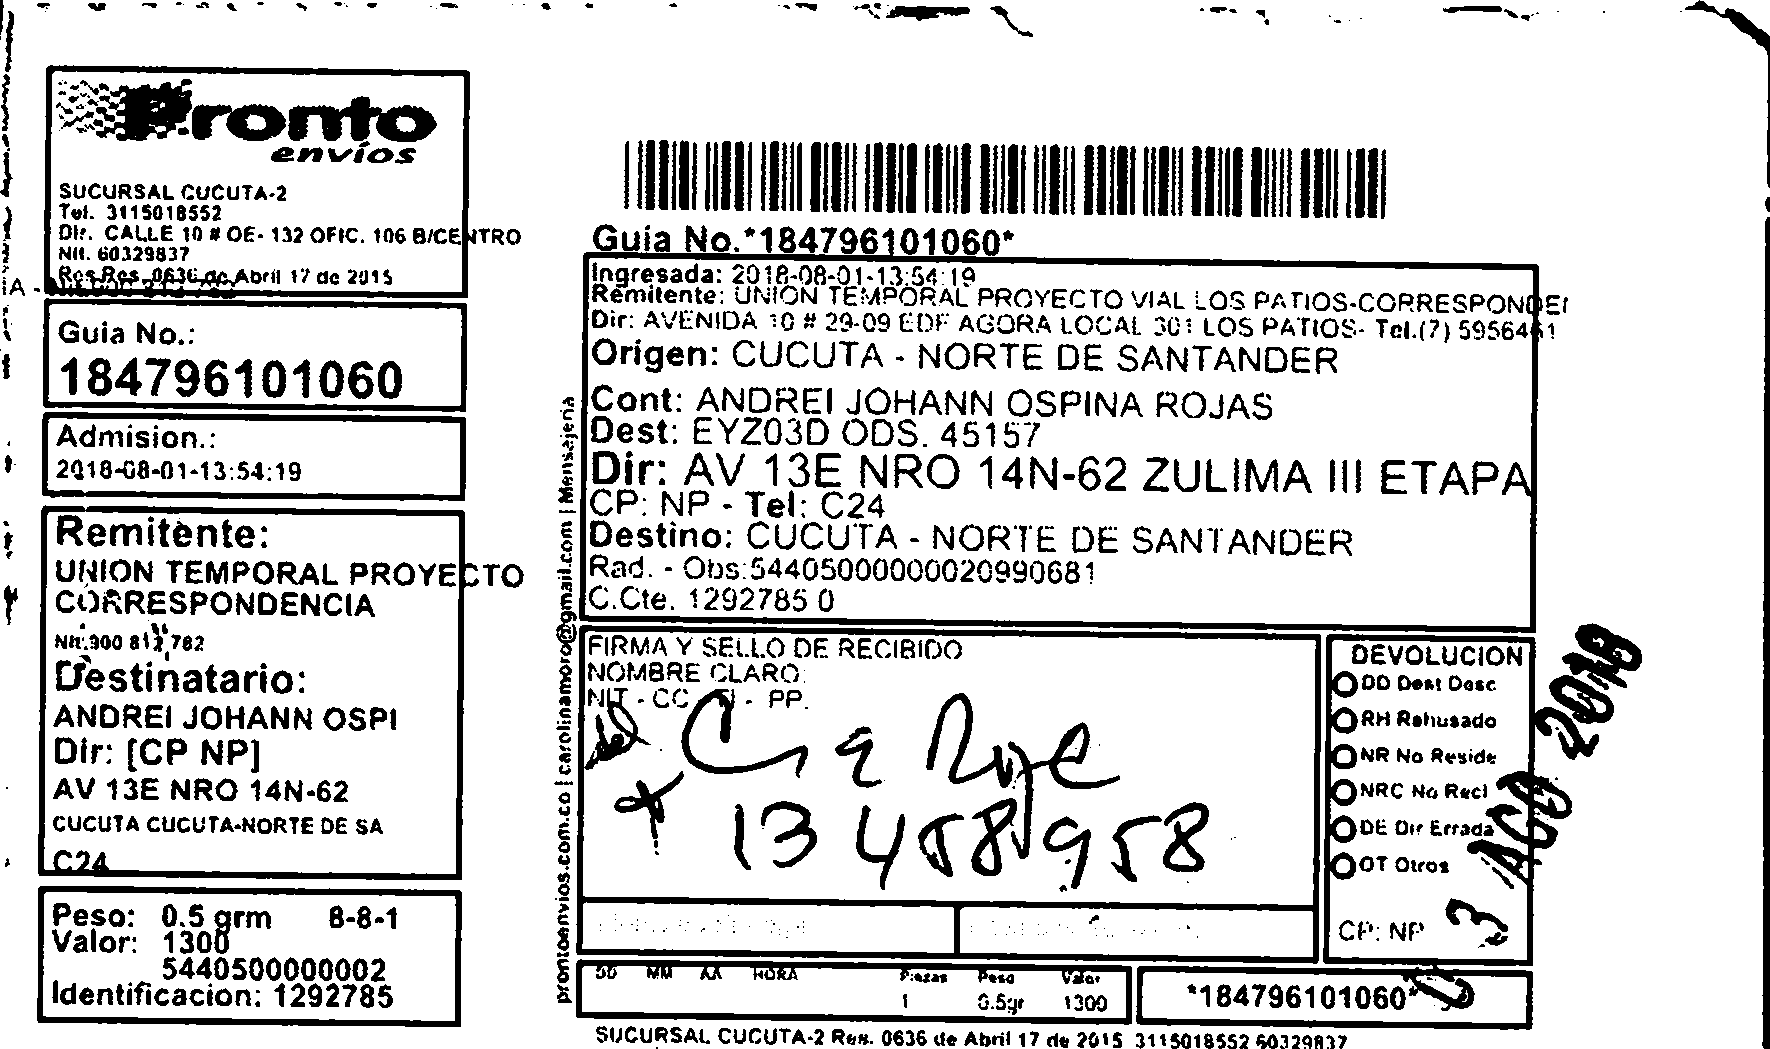 Pronto
envíos
SUCURSAL CUCUTA-2
Tel. 3115018552
Dir. CALLE 10 # OE- 132 OFIC. 106 B/CENTRO
Nit. 60329837
Res Res. 0636 de Abril 17 de 2015
Guia No.:
184796101060
Admision.:
2018-08-01-13:54:19
Remitente:
UNION TEMPORAL PROYECTO
CORRESPONDENCIA
Nit.900 812 782
Destinatario:
ANDREI JOHANN OSPI
Dir: [CP NP]
AV 13E NRO 14N-62
CUCUTA CUCUTA-NORTE DE SA
C24
Peso: 0.5 grm 8-8-1
Valor: 1300
5440500000002
Identificacion: 1292785
prontoenvios.com.co | carolinamoro@gmail.com | Mensajeria
Guia No.*184796101060*
Ingresada: 2018-08-01-13:54:19
Remitente: UNION TEMPORAL PROYECTO VIAL LOS PATIOS-CORRESPONDEI
Dir: AVENIDA 10 # 29-09 EDF AGORA LOCAL 301 LOS PATIOS- Tel.(7) 5956461
Origen: CUCUTA - NORTE DE SANTANDER
Cont: ANDREI JOHANN OSPINA ROJAS
Dest: EYZ03D ODS. 45157
Dir: AV 13E NRO 14N-62 ZULIMA III ETAPA
CP: NP - Tel: C24
Destino: CUCUTA - NORTE DE SANTANDER
Rad. - Obs:54405000000020990681
C.Cte. 1292785 0
FIRMA Y SELLO DE RECIBIDO
NOMBRE CLARO:
NIT - CC - TI - PP.
13458958
DEVOLUCION
DD Dest Desc
RH Rehusado
NR No Reside
NRC No Recl
DE Dir Errada
OT Otros
CP: NP
03 AGO 2018
DD MM AA HORA Piezas Peso Valor
1 0.5gr 1300
*184796101060*
SUCURSAL CUCUTA-2 Res. 0636 de Abril 17 de 2015 3115018552 60329837